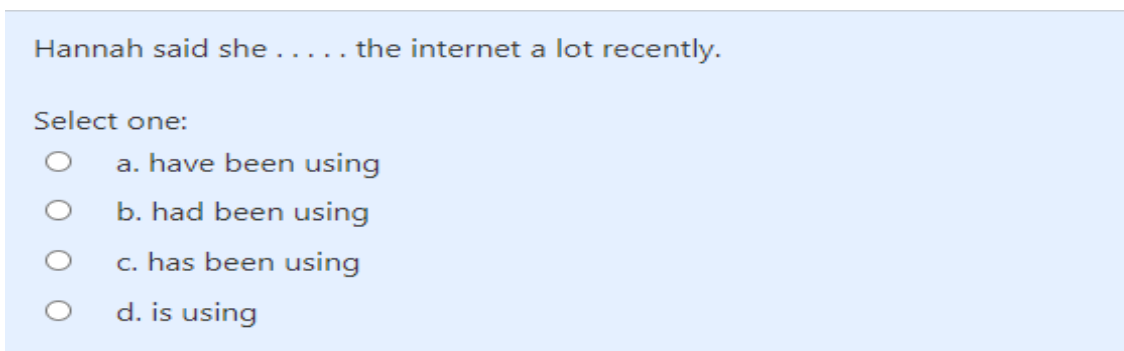 Hannah said she . . . . . the internet a lot recently.
Select one:
a. have been using
b. had been using
c. has been using
d. is using